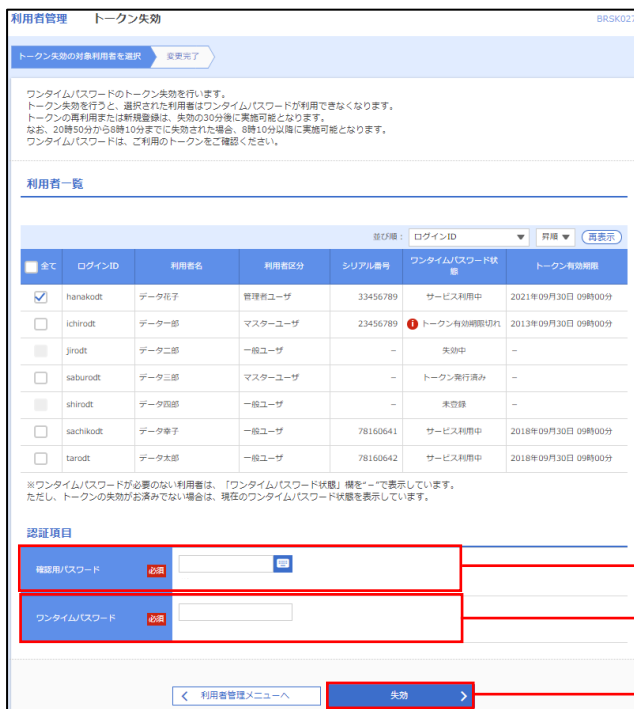 利用者管理 トークン失効 BRSK027
トークン失効の対象利用者を選択 変更完了
ワンタイムパスワードのトークン失効を行います。
トークン失効を行うと、選択された利用者はワンタイムパスワードが利用できなくなります。
トークンの再利用または新規登録は、失効の30分後に実施可能となります。
なお、20時50分から8時10分までに失効された場合、8時10分以降に実施可能となります。
ワンタイムパスワードは、ご利用のトークンをご確認ください。
利用者一覧
並び順： ログインID 昇順 再表示
全て ログインID 利用者名 利用者区分 シリアル番号 ワンタイムパスワード状態 トークン有効期限
hanakodt データ花子 管理者ユーザ 33456789 サービス利用中 2021年09月30日 09時00分
ichirodt データ一郎 マスターユーザ 23456789 トークン有効期限切れ 2013年09月30日 09時00分
jirodt データ二郎 一般ユーザ － 失効中 －
saburodt データ三郎 マスターユーザ － トークン発行済み －
shirodt データ四郎 一般ユーザ － 未登録 －
sachikodt データ幸子 一般ユーザ 78160641 サービス利用中 2018年09月30日 09時00分
tarodt データ太郎 一般ユーザ 78160642 サービス利用中 2018年09月30日 09時00分
※ワンタイムパスワードが必要のない利用者は、「ワンタイムパスワード状態」欄を"－"で表示しています。
ただし、トークンの失効がお済みでない場合は、現在のワンタイムパスワード状態を表示しています。
認証項目
確認用パスワード 必須
ワンタイムパスワード 必須
利用者管理メニューへ 失効